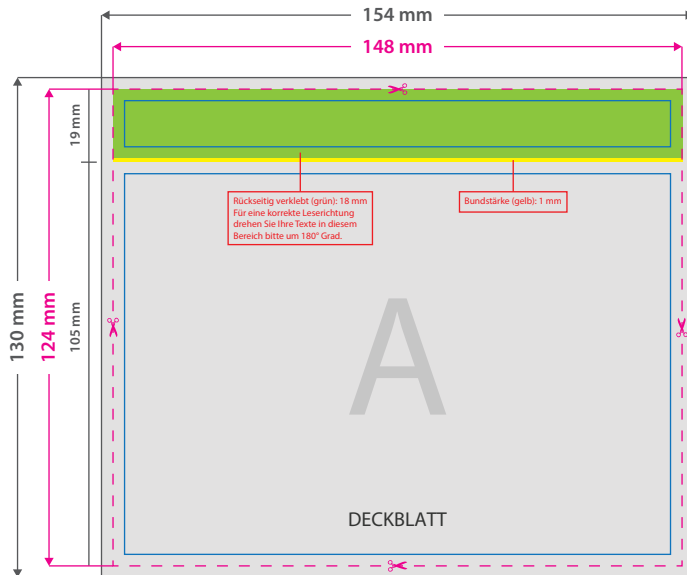 154 mm
148 mm
19 mm
Rückseitig verklebt (grün): 18 mm
Für eine korrekte Leserichtung
drehen Sie Ihre Texte in diesem
Bereich bitte um 180° Grad.
Bundstärke (gelb): 1 mm
130 mm
124 mm
105 mm
A
DECKBLATT